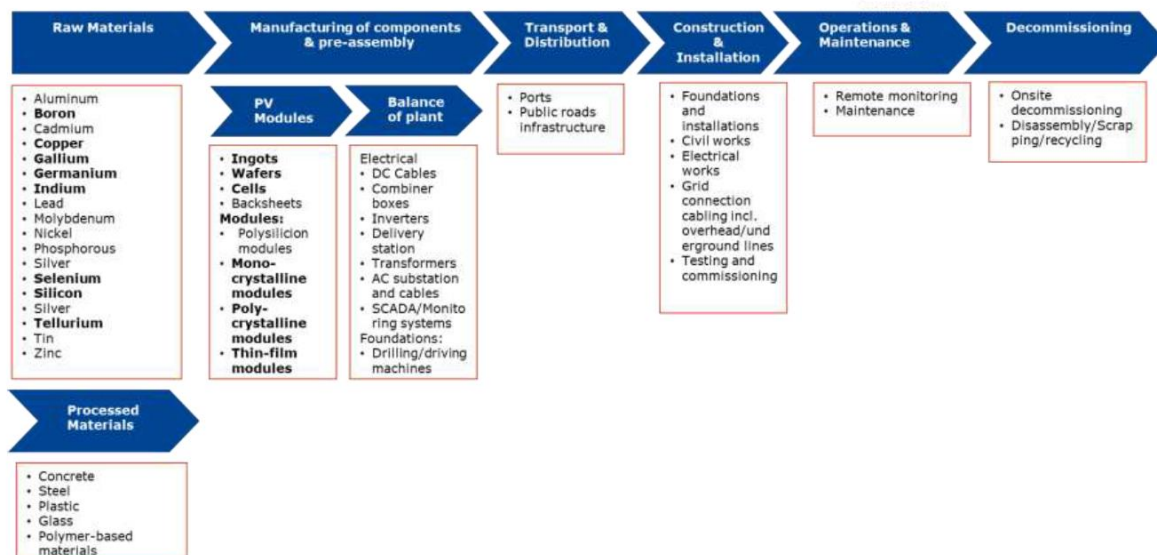 Raw Materials
Manufacturing of components
& pre-assembly
Transport &
Distribution
Construction
&
Installation
Operations &
Maintenance
Decommissioning
• Aluminum
• Boron
• Cadmium
• Copper
• Gallium
• Germanium
• Indium
• Lead
• Molybdenum
• Nickel
• Phosphorous
• Silver
• Selenium
• Silicon
• Silver
• Tellurium
• Tin
• Zinc
PV
Modules
• Ingots
• Wafers
• Cells
• Backsheets
Modules:
• Polysilicion
modules
• Mono-
crystalline
modules
• Poly-
crystalline
modules
• Thin-film
modules
Balance
of plant
Electrical
• DC Cables
• Combiner
boxes
• Inverters
• Delivery
station
• Transformers
• AC substation
and cables
• SCADA/Monito
ring systems
Foundations:
• Drilling/driving
machines
• Ports
• Public roads
infrastructure
• Foundations
and
installations
• Civil works
• Electrical
works
• Grid
connection
cabling incl.
overhead/und
erground lines
• Testing and
commissioning
• Remote monitoring
• Maintenance
• Onsite
decommissioning
• Disassembly/Scrap
ping/recycling
Processed
Materials
• Concrete
• Steel
• Plastic
• Glass
• Polymer-based
materials